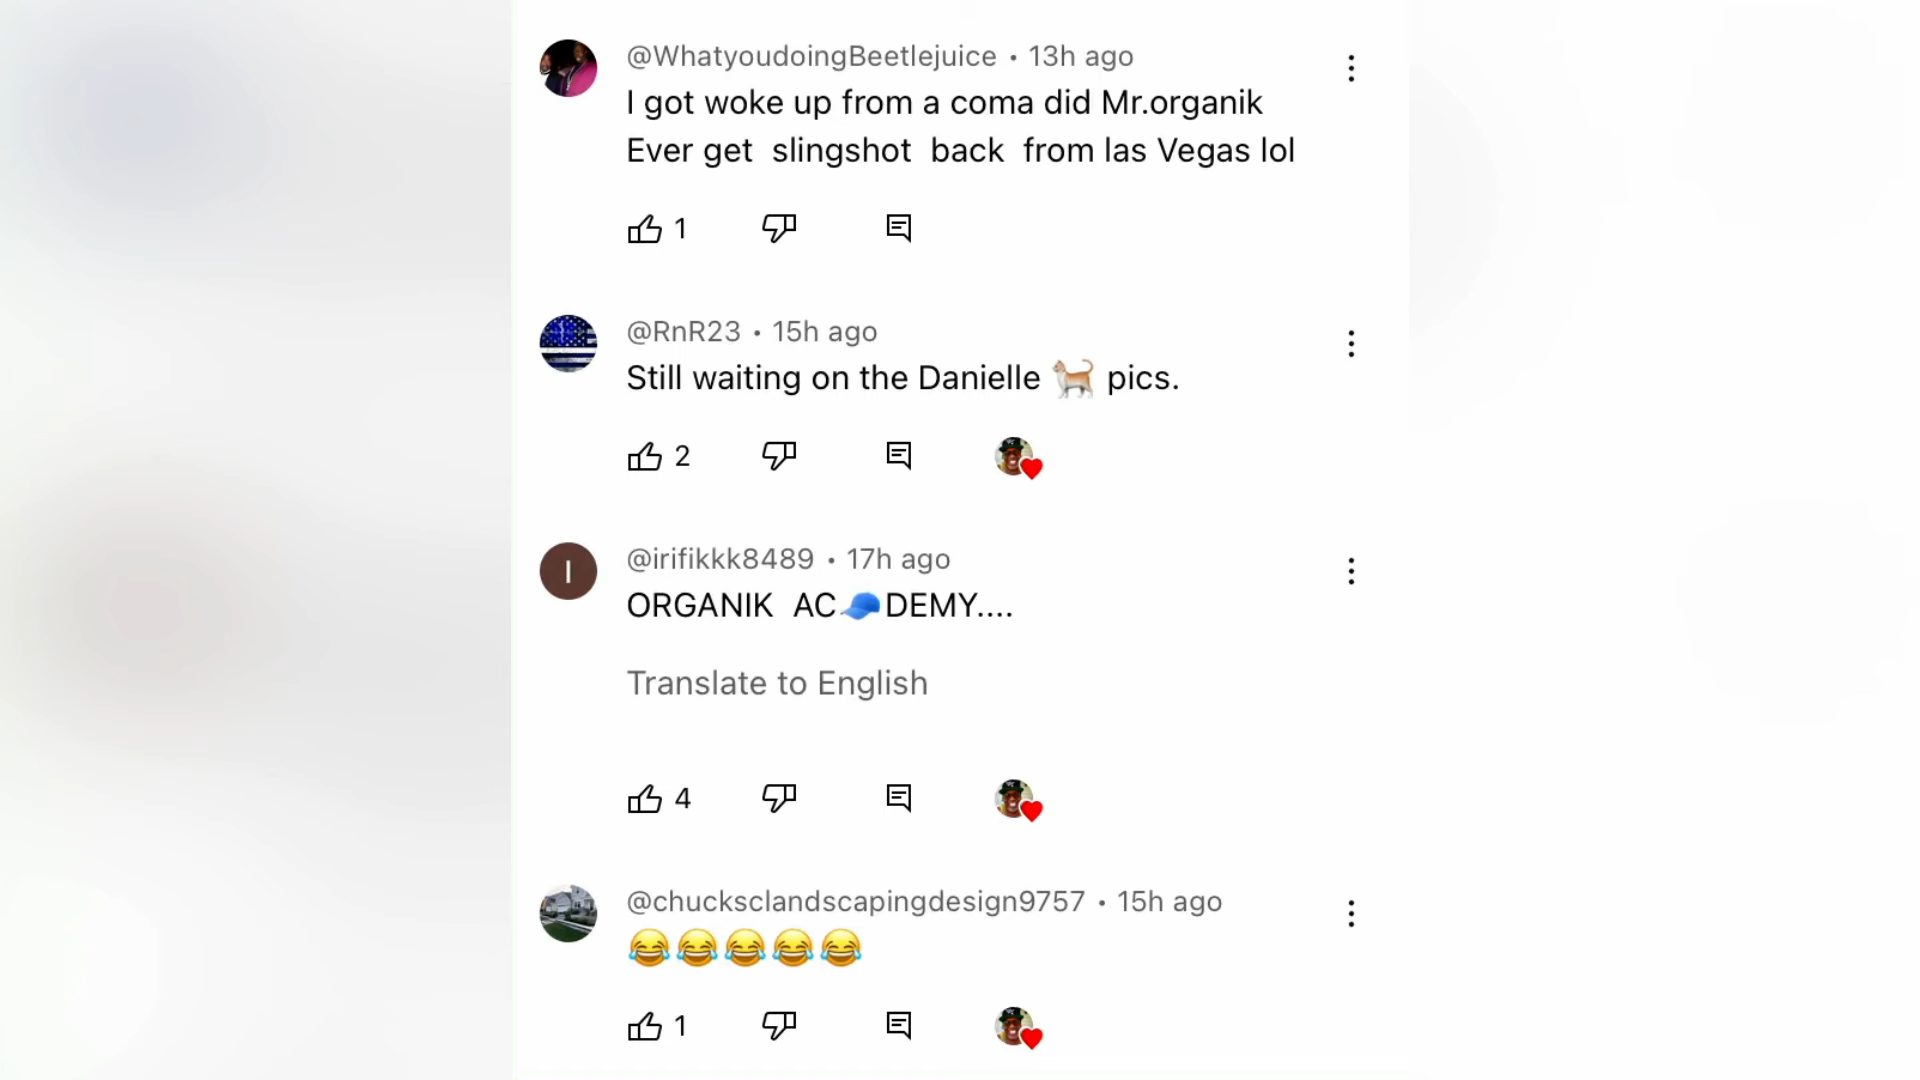 @WhatyoudoingBeetlejuice • 13h ago
I got woke up from a coma did Mr.organik
Ever get slingshot back from las Vegas lol
1
@RnR23 • 15h ago
Still waiting on the Danielle 🐈 pics.
2
I
@irifikkk8489 • 17h ago
ORGANIK AC🧢DEMY....
Translate to English
4
@chucksclandscapingdesign9757 • 15h ago
😂😂😂😂😂
1